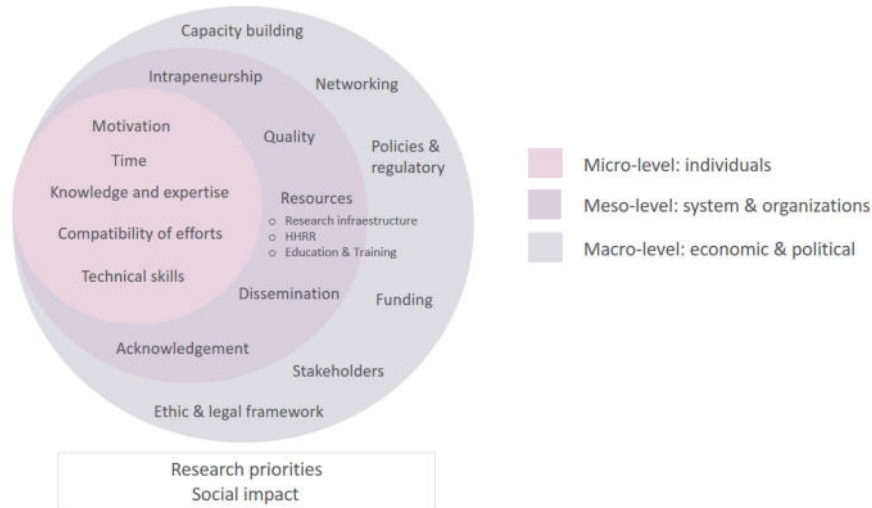 Capacity building
Intrapeneurship
Networking
Motivation
Quality
Time
Policies &
regulatory
Knowledge and expertise
Resources
○ Research infraestructure
○ HHRR
○ Education & Training
Compatibility of efforts
Technical skills
Dissemination
Funding
Acknowledgement
Stakeholders
Ethic & legal framework
Micro-level: individuals
Meso-level: system & organizations
Macro-level: economic & political
Research priorities
Social impact